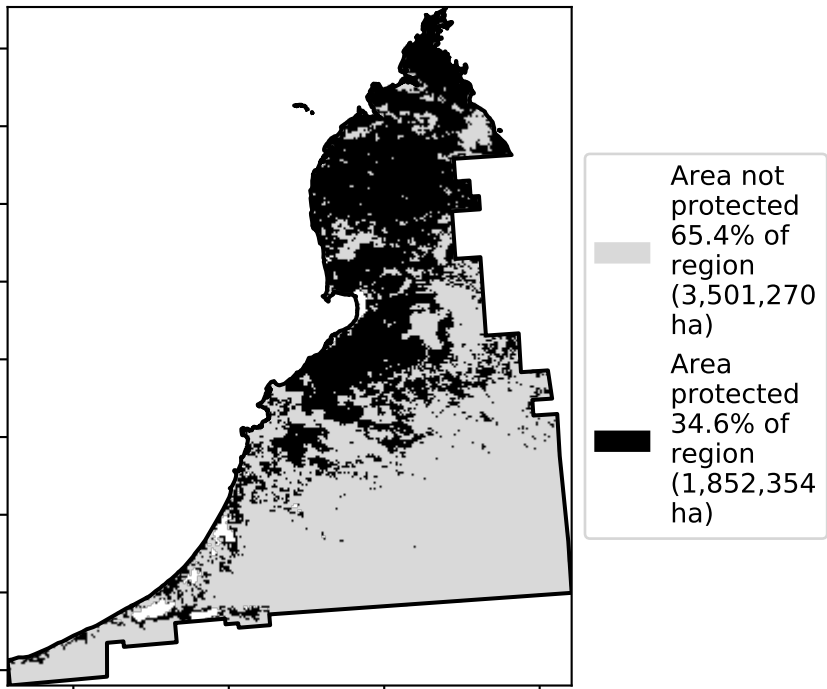 Area not
protected
65.4% of
region
(3,501,270
ha)
Area
protected
34.6% of
region
(1,852,354
ha)